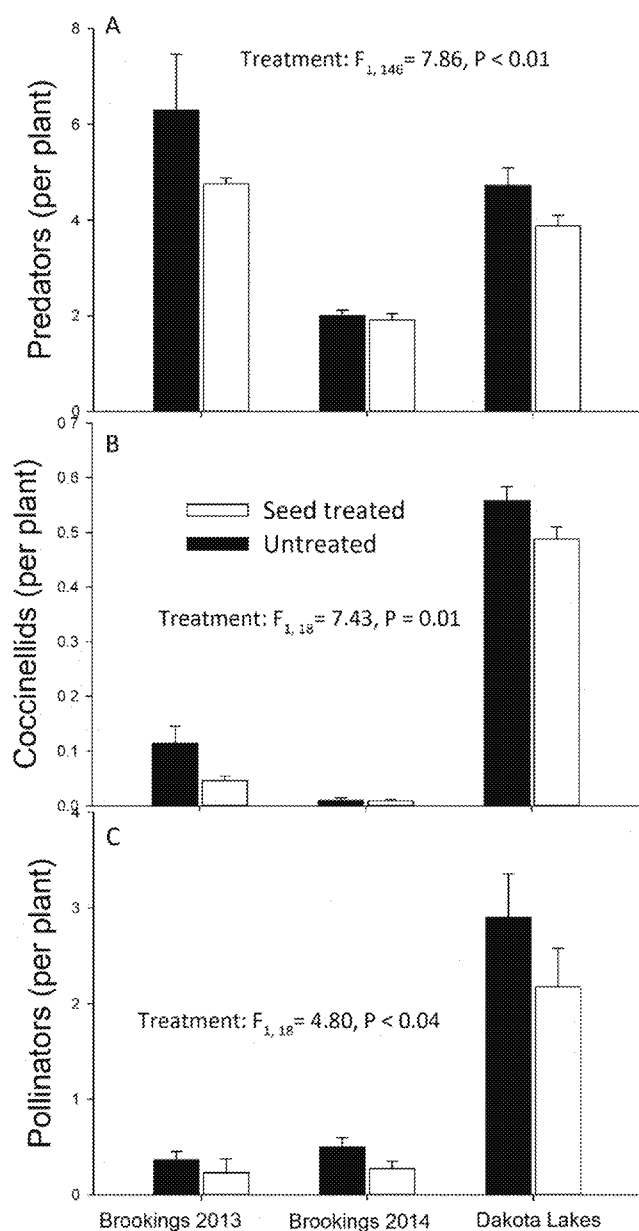 A
Treatment: F1, 146= 7.86, P < 0.01
Predators (per plant)
8
6
4
2
0
B
Seed treated
Untreated
Treatment: F1, 18= 7.43, P = 0.01
Coccinellids (per plant)
0.7
0.6
0.5
0.4
0.3
0.2
0.1
0.0
C
Treatment: F1, 18= 4.80, P < 0.04
Pollinators (per plant)
4
3
2
1
0
Brookings 2013 Brookings 2014 Dakota Lakes